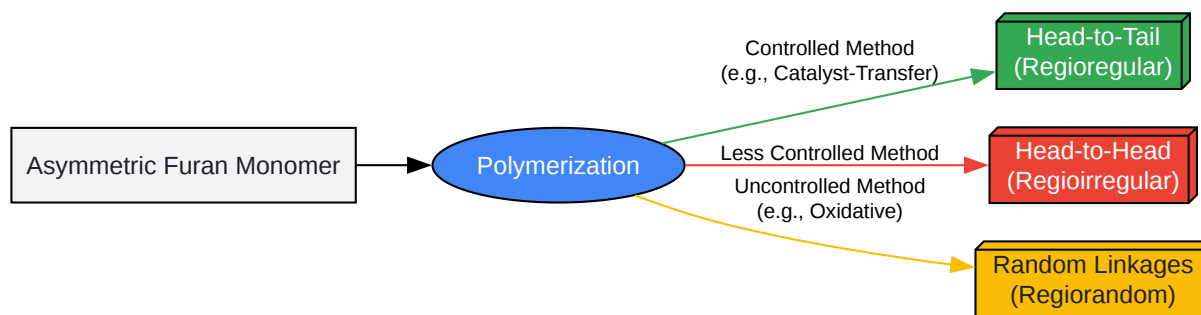 Asymmetric Furan Monomer
Polymerization
Controlled Method
(e.g., Catalyst-Transfer)
Head-to-Tail
(Regioregular)
Less Controlled Method
Head-to-Head
(Regioirregular)
Uncontrolled Method
(e.g., Oxidative)
Random Linkages
(Regiorandom)